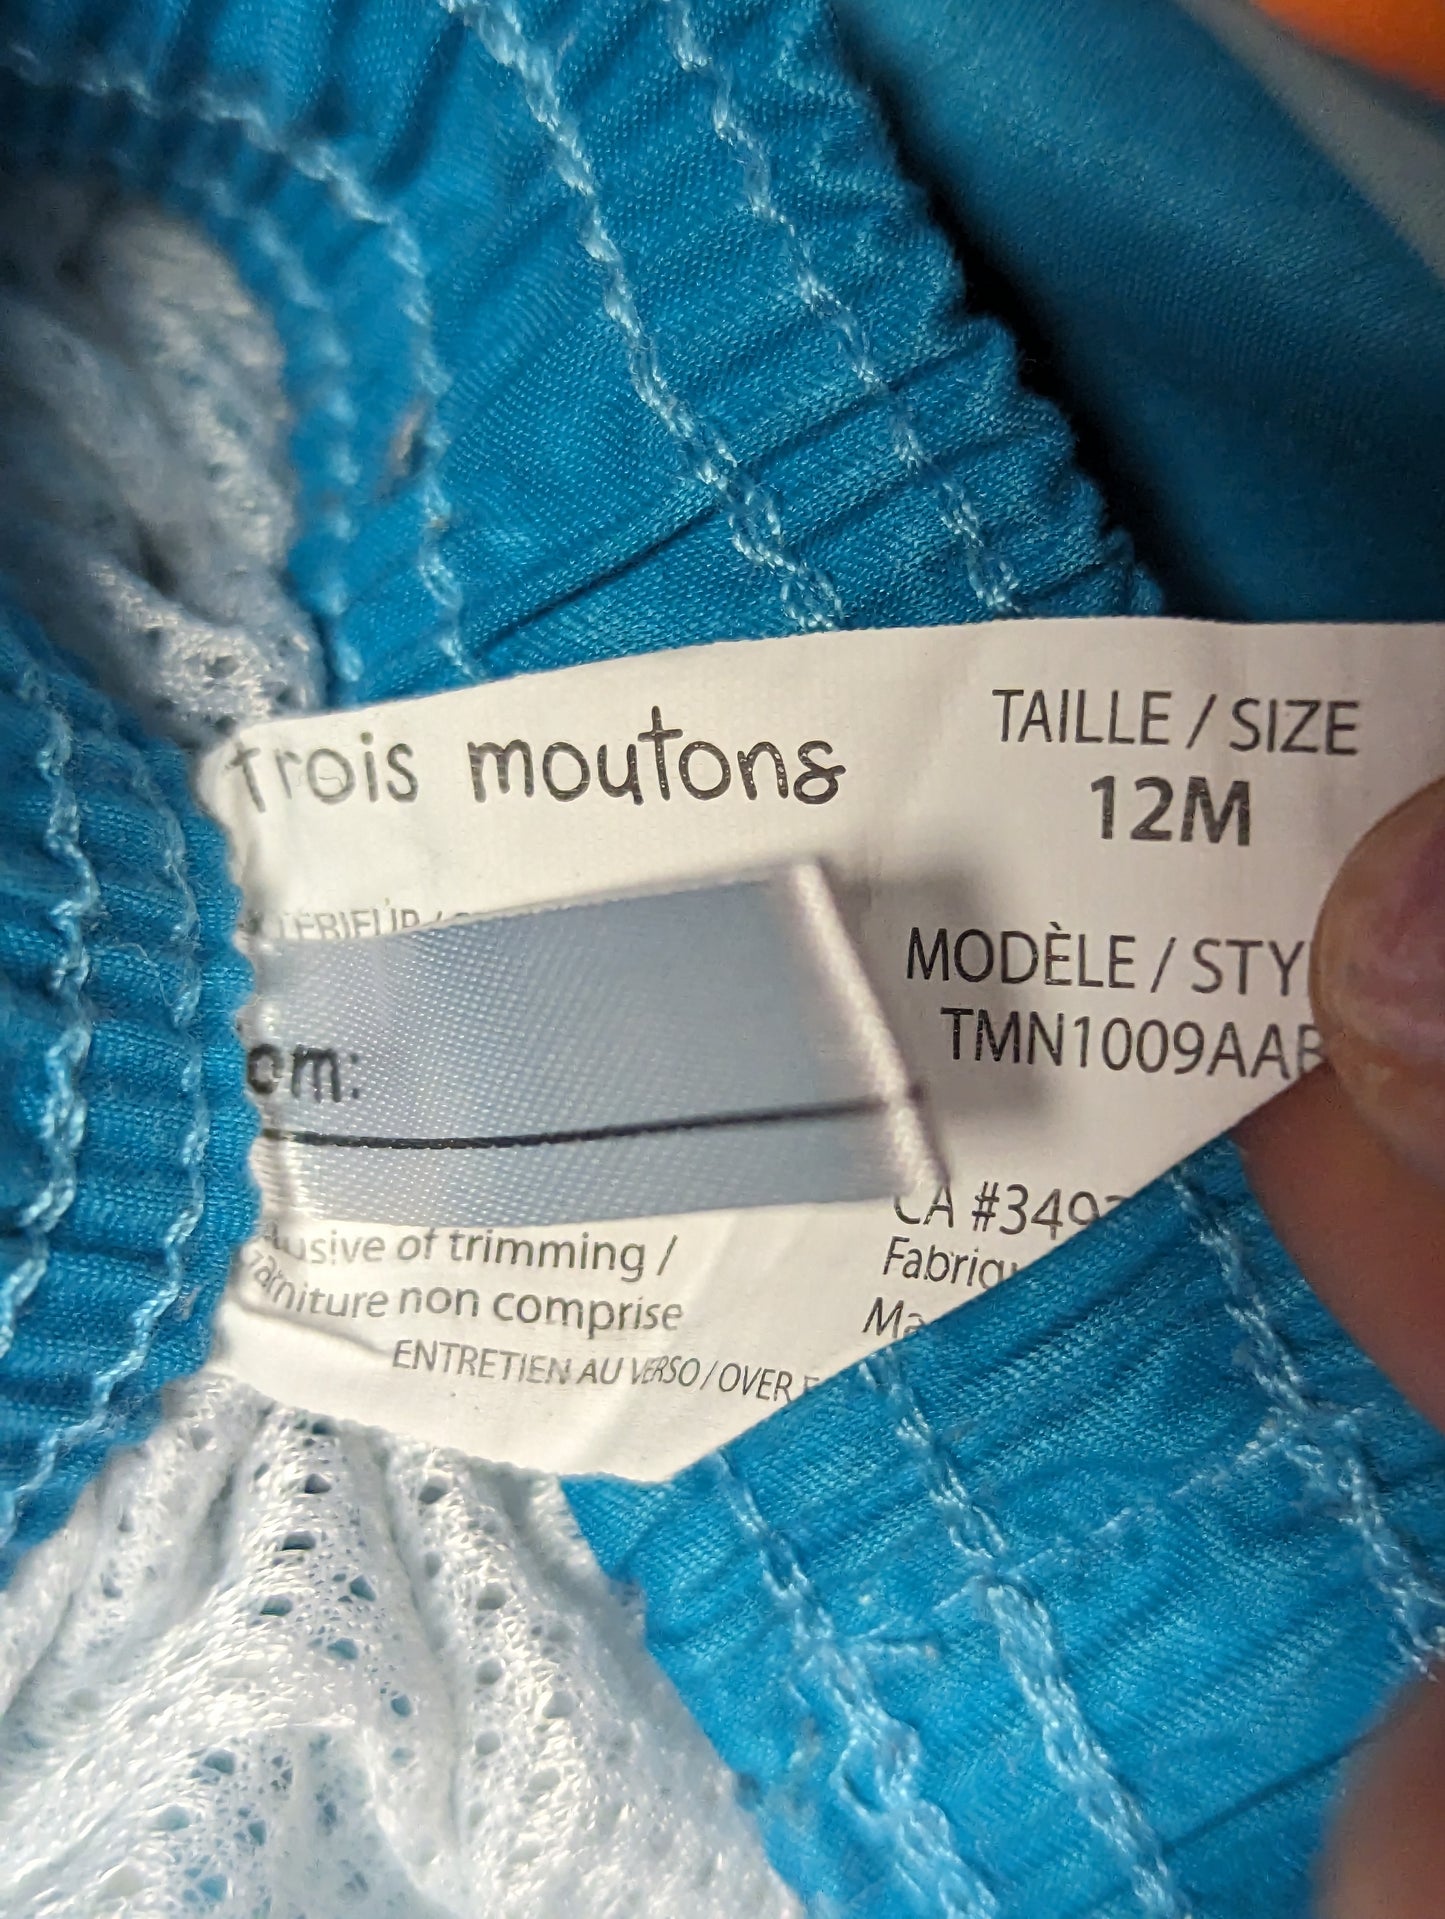 trois moutons
TAILLE / SIZE
12M
MODÈLE / STY
TMN1009AA
om:
CA #349
usive of trimming /
garniture non comprise
ENTRETIEN AU VERSO / OVER